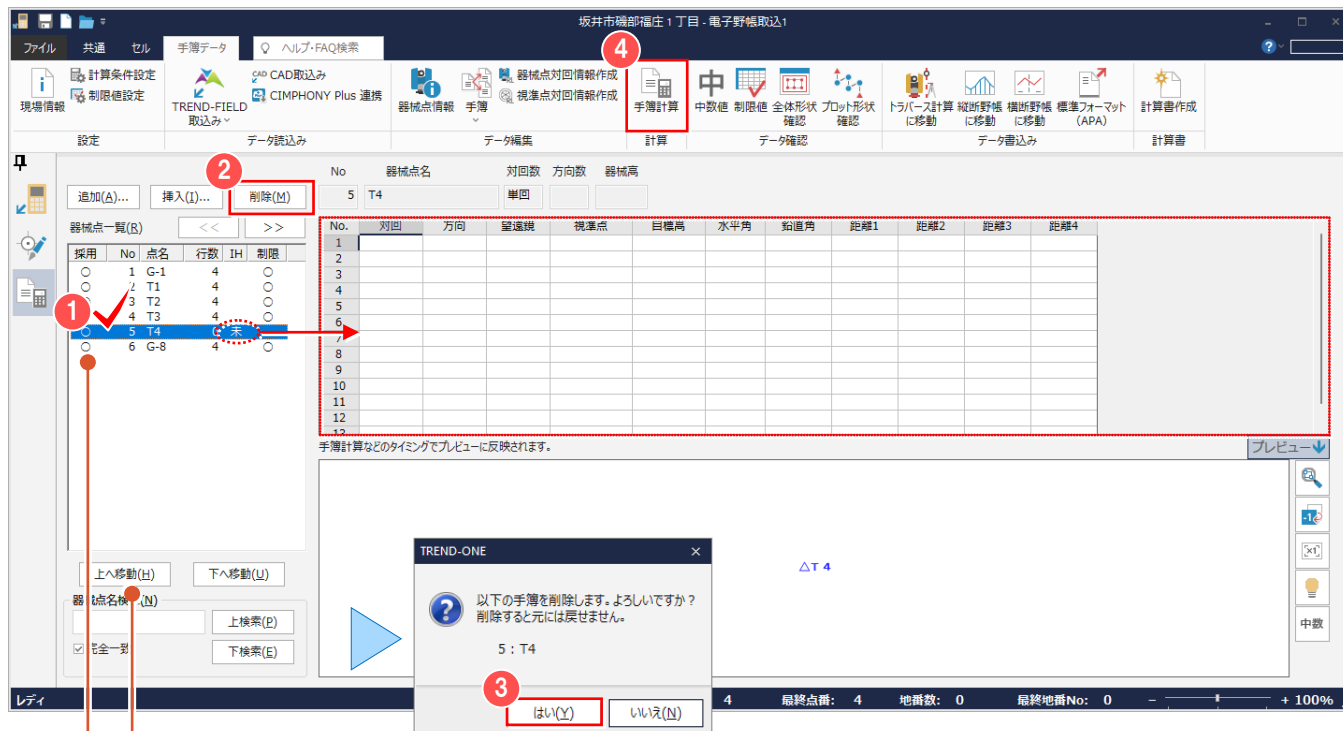 坂井市磯部福庄1丁目 - 電子野帳取込1
ファイル 共通 セル 手簿データ ヘルプ・FAQ検索
4
現場情報 計算条件設定 制限値設定
設定
TREND-FIELD 取込み CAD取込み CIMPHONY Plus 連携
データ読込み
器械点情報 手簿 器械点対回情報作成 視準点対回情報作成
データ編集
手簿計算
計算
中 中数値 制限値 全体形状確認 プロット形状確認
データ確認
トラバース計算に移動 縦断野帳に移動 横断野帳に移動 標準フォーマット(APA)
データ書込み
計算書作成
計算書
2
追加(A)... 挿入(I)... 削除(M)
No 器械点名 対回数 方向数 器械高
5 T4 単回
器械点一覧(R) << >>
採用 No 点名 行数 IH 制限
○ 1 G-1 4 ○
○ 2 T1 4 ○
3 T2 4 ○
1
4 T3 4 ○
○ 5 T4 0 未
○ 6 G-8 4 ○
No. 対回 方向 望遠鏡 視準点 目標高 水平角 鉛直角 距離1 距離2 距離3 距離4
1
2
3
4
5
6
7
8
9
10
11
12
13
手簿計算などのタイミングでプレビューに反映されます。
プレビュー
-1
×1
中数
△T 4
上へ移動(H) 下へ移動(U)
器械点名検索(N)
上検索(P)
完全一致
下検索(E)
TREND-ONE
以下の手簿を削除します。よろしいですか？
削除すると元には戻せません。
5 : T4
3
はい(Y) いいえ(N)
レディ 4 最終点番: 4 地番数: 0 最終地番No: 0 - + 100%